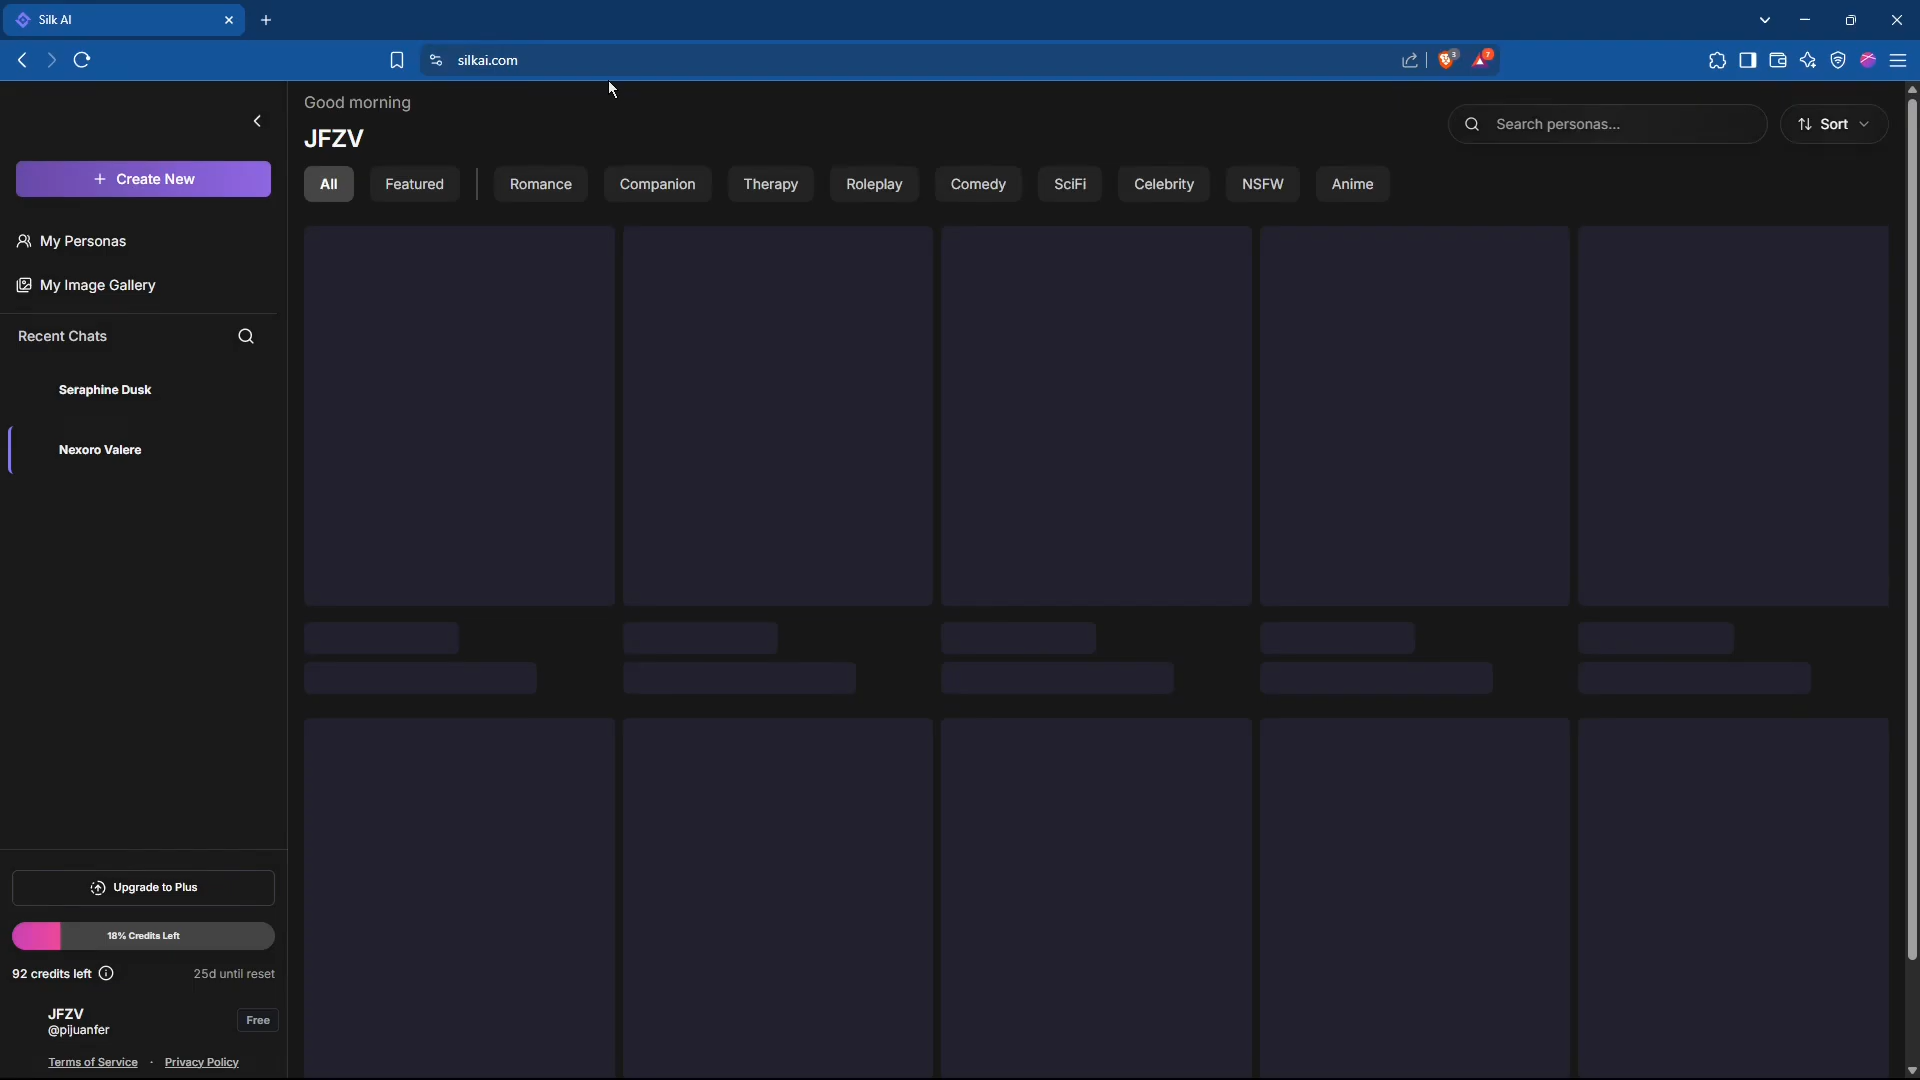 Silk AI
silkai.com
3
7
Good morning
JFZV
Search personas...
Sort
Create New
All
Featured
Romance
Companion
Therapy
Roleplay
Comedy
SciFi
Celebrity
NSFW
Anime
My Personas
My Image Gallery
Recent Chats
Seraphine Dusk
Nexoro Valere
Upgrade to Plus
18% Credits Left
92 credits left
25d until reset
JFZV
@pijuanfer
Free
Terms of Service · Privacy Policy